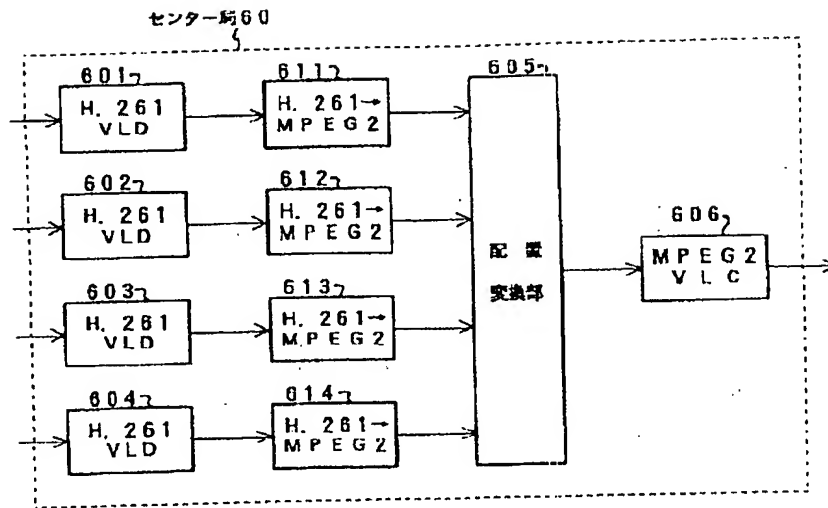 センター局60
601
H. 261
VLD
611
H. 261→
MPEG2
605
配置
変換部
602
H. 261
VLD
612
H. 261→
MPEG2
606
MPEG2
VLC
603
H. 261
VLD
613
H. 261→
MPEG2
604
H. 261
VLD
614
H. 261→
MPEG2